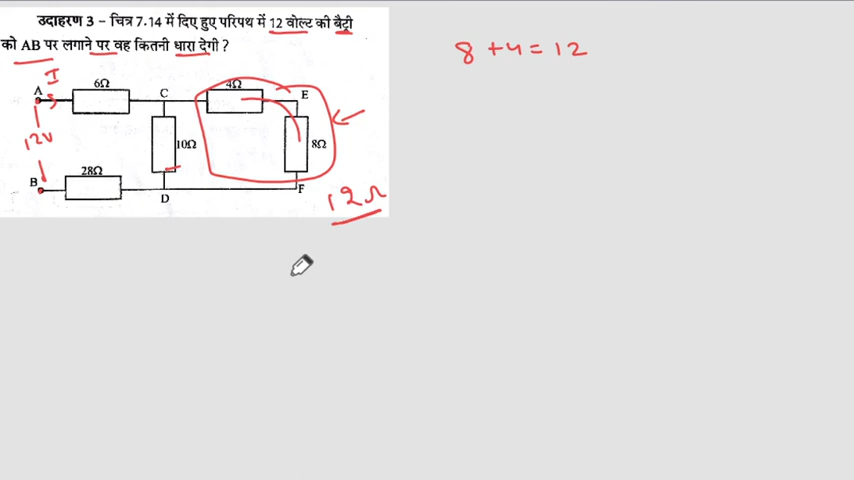 उदाहरण 3 – चित्र 7.14 में दिए हुए परिपथ में 12 वोल्ट की बैट्री
को AB पर लगाने पर वह कितनी धारा देगी ?
8 + 4 = 12
I
A
6Ω
C
4Ω
E
12V
10Ω
8Ω
B
28Ω
D
F
12Ω